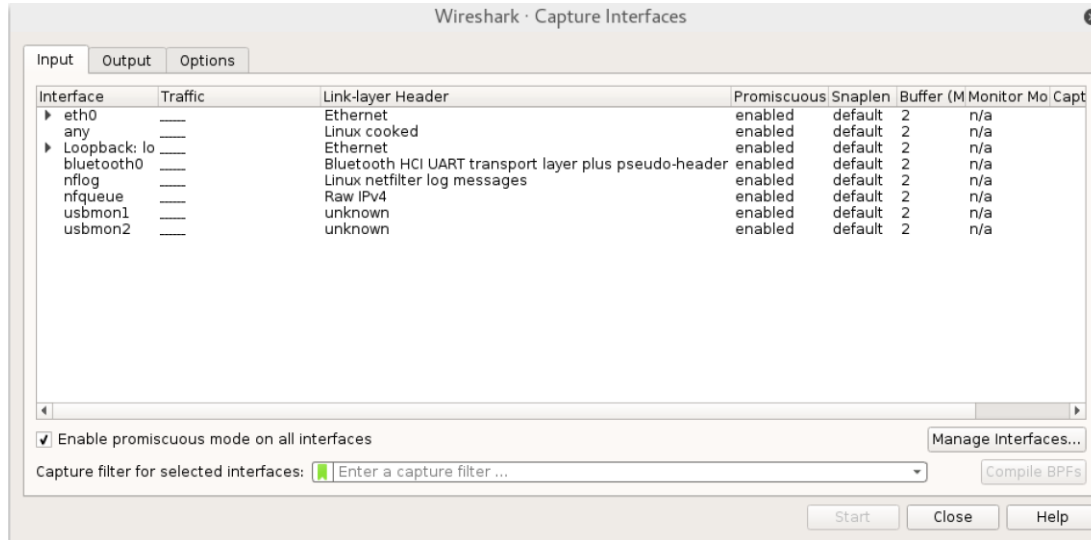 Wireshark · Capture Interfaces
Input Output Options
Interface Traffic Link-layer Header Promiscuous Snaplen Buffer (M Monitor Mo Capt
eth0 Ethernet enabled default 2 n/a
any Linux cooked enabled default 2 n/a
Loopback: lo Ethernet enabled default 2 n/a
bluetooth0 Bluetooth HCI UART transport layer plus pseudo-header enabled default 2 n/a
nflog Linux netfilter log messages enabled default 2 n/a
nfqueue Raw IPv4 enabled default 2 n/a
usbmon1 unknown enabled default 2 n/a
usbmon2 unknown enabled default 2 n/a
Enable promiscuous mode on all interfaces Manage Interfaces...
Capture filter for selected interfaces: Enter a capture filter ... Compile BPFs
Start Close Help